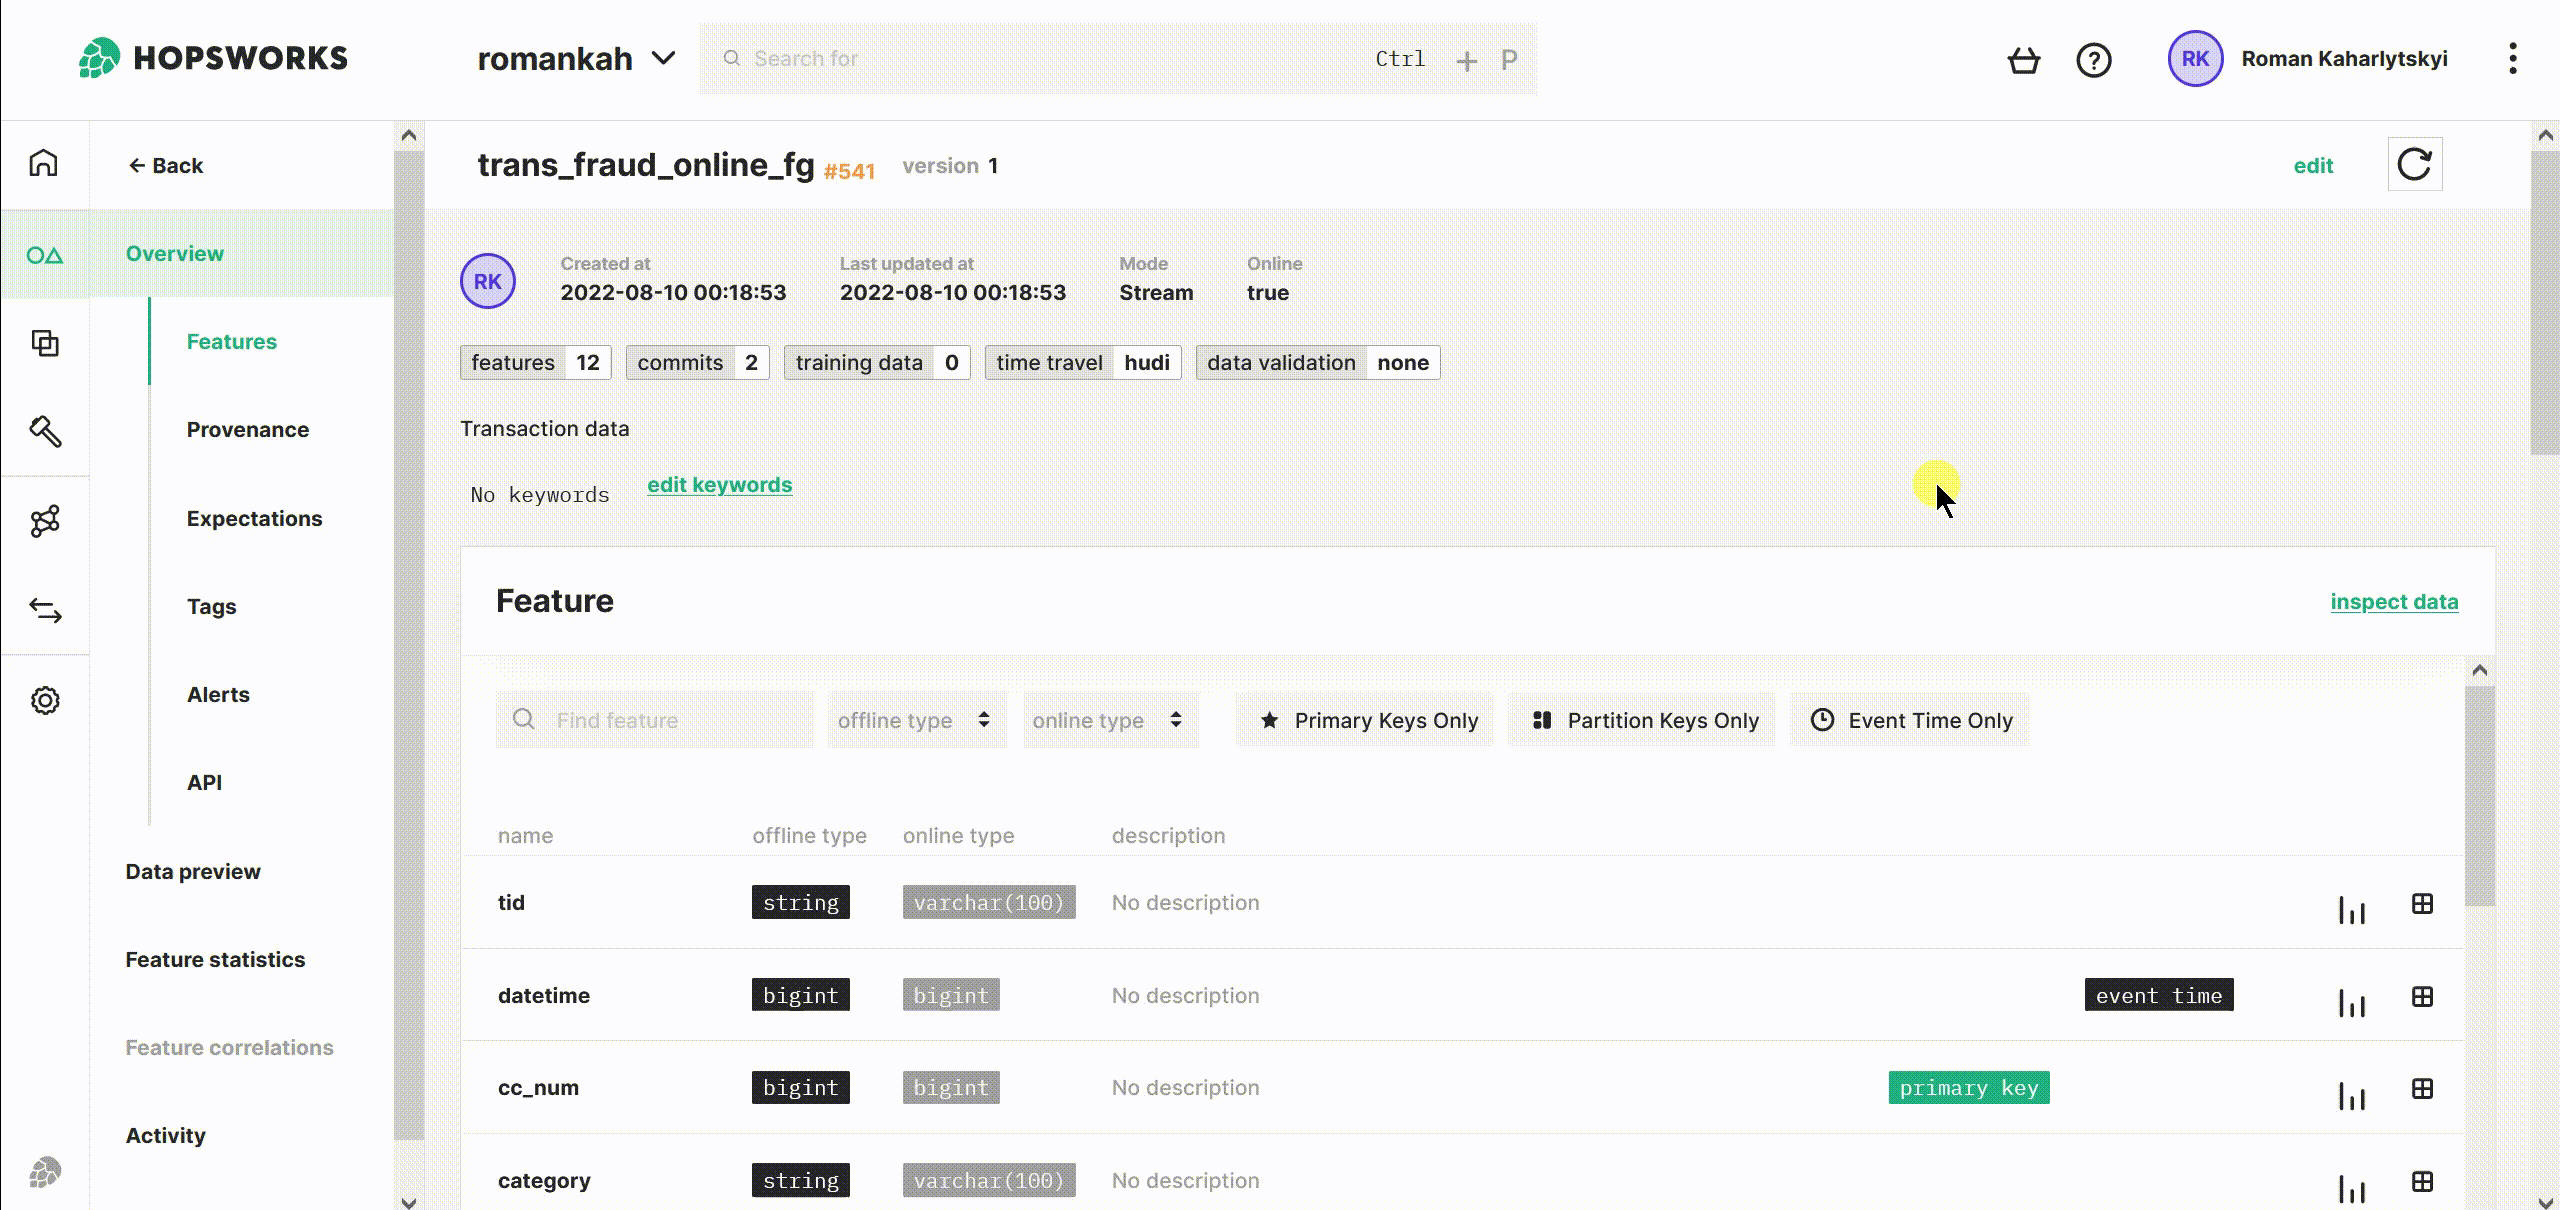 HOPSWORKS
romankah
Search for Ctrl + P
RK Roman Kaharlytskyi
← Back
Overview
Features
Provenance
Expectations
Tags
Alerts
API
Data preview
Feature statistics
Feature correlations
Activity
trans_fraud_online_fg #541 version 1
edit
RK
Created at Last updated at Mode Online
2022-08-10 00:18:53 2022-08-10 00:18:53 Stream true
features 12 commits 2 training data 0 time travel hudi data validation none
Transaction data
No keywords edit keywords
Feature inspect data
Find feature offline type online type Primary Keys Only Partition Keys Only Event Time Only
name offline type online type description
tid string varchar(100) No description
datetime bigint bigint No description event time
cc_num bigint bigint No description primary key
category string varchar(100) No description